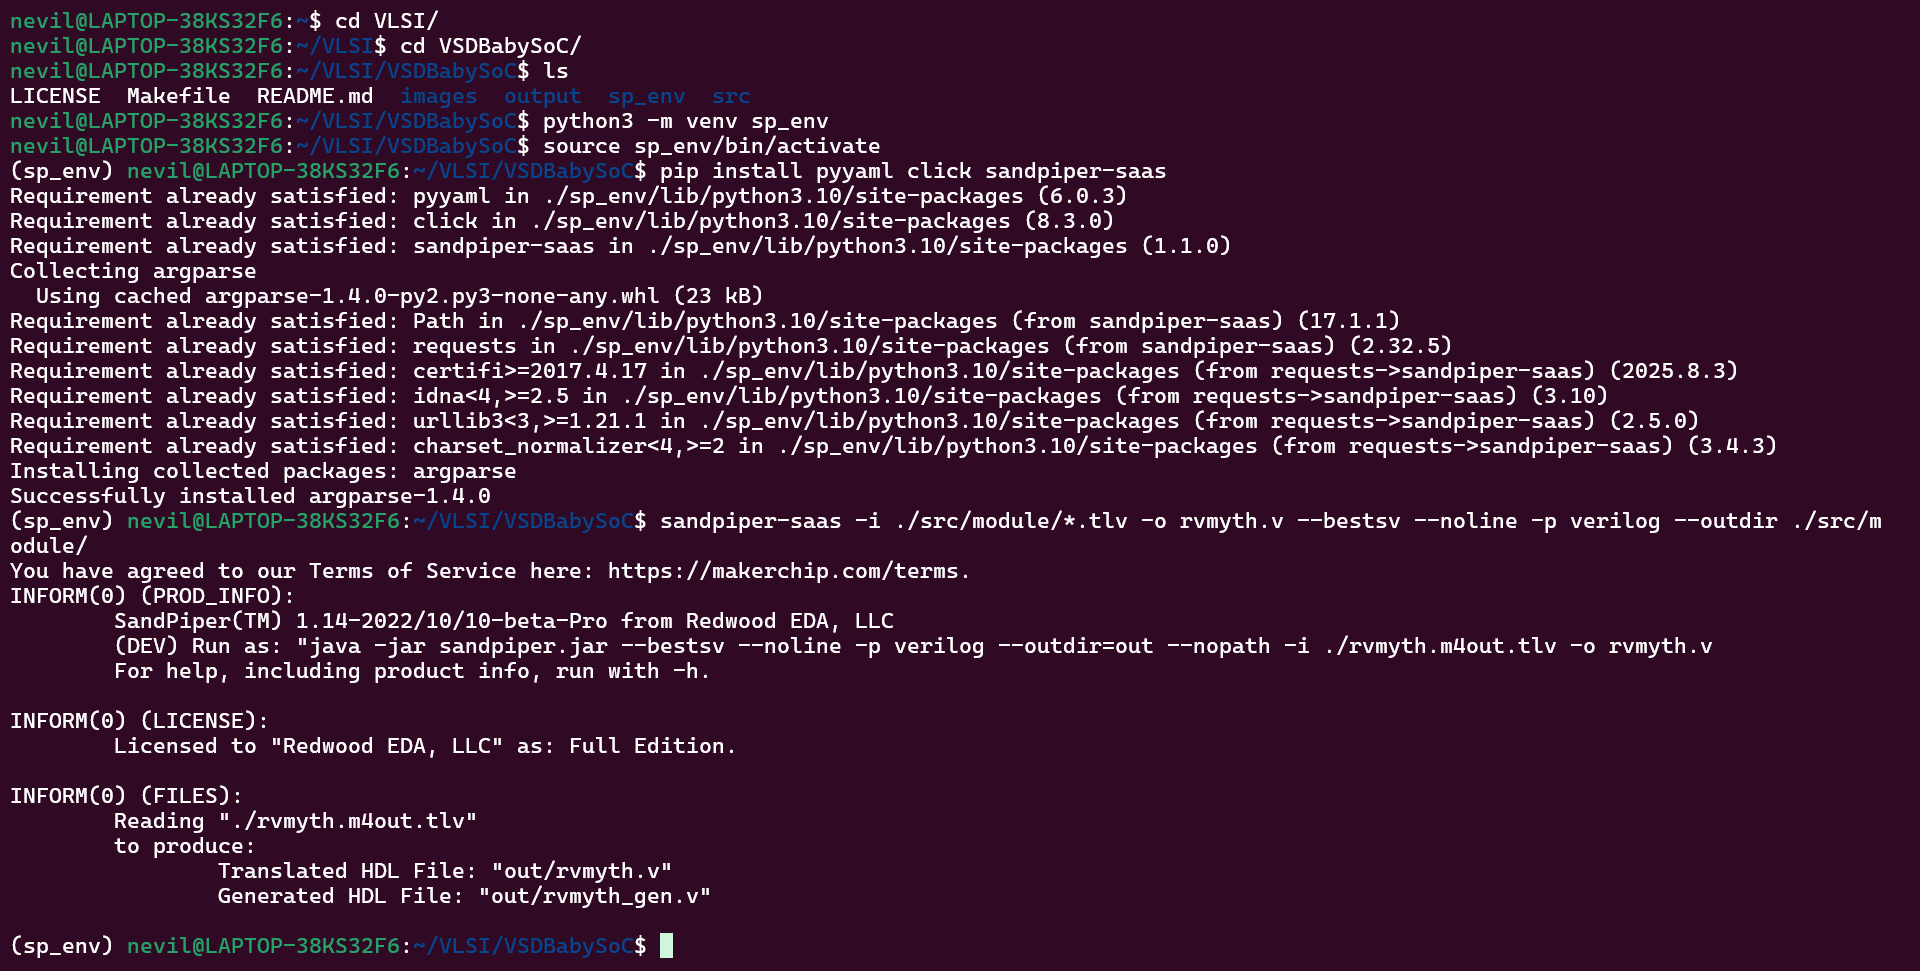 nevil@LAPTOP-38KS32F6:~$ cd VLSI/
nevil@LAPTOP-38KS32F6:~/VLSI$ cd VSDBabySoC/
nevil@LAPTOP-38KS32F6:~/VLSI/VSDBabySoC$ ls
LICENSE  Makefile  README.md  images  output  sp_env  src
nevil@LAPTOP-38KS32F6:~/VLSI/VSDBabySoC$ python3 -m venv sp_env
nevil@LAPTOP-38KS32F6:~/VLSI/VSDBabySoC$ source sp_env/bin/activate
(sp_env) nevil@LAPTOP-38KS32F6:~/VLSI/VSDBabySoC$ pip install pyyaml click sandpiper-saas
Requirement already satisfied: pyyaml in ./sp_env/lib/python3.10/site-packages (6.0.3)
Requirement already satisfied: click in ./sp_env/lib/python3.10/site-packages (8.3.0)
Requirement already satisfied: sandpiper-saas in ./sp_env/lib/python3.10/site-packages (1.1.0)
Collecting argparse
  Using cached argparse-1.4.0-py2.py3-none-any.whl (23 kB)
Requirement already satisfied: Path in ./sp_env/lib/python3.10/site-packages (from sandpiper-saas) (17.1.1)
Requirement already satisfied: requests in ./sp_env/lib/python3.10/site-packages (from sandpiper-saas) (2.32.5)
Requirement already satisfied: certifi>=2017.4.17 in ./sp_env/lib/python3.10/site-packages (from requests->sandpiper-saas) (2025.8.3)
Requirement already satisfied: idna<4,>=2.5 in ./sp_env/lib/python3.10/site-packages (from requests->sandpiper-saas) (3.10)
Requirement already satisfied: urllib3<3,>=1.21.1 in ./sp_env/lib/python3.10/site-packages (from requests->sandpiper-saas) (2.5.0)
Requirement already satisfied: charset_normalizer<4,>=2 in ./sp_env/lib/python3.10/site-packages (from requests->sandpiper-saas) (3.4.3)
Installing collected packages: argparse
Successfully installed argparse-1.4.0
(sp_env) nevil@LAPTOP-38KS32F6:~/VLSI/VSDBabySoC$ sandpiper-saas -i ./src/module/*.tlv -o rvmyth.v --bestsv --noline -p verilog --outdir ./src/m
odule/
You have agreed to our Terms of Service here: https://makerchip.com/terms.
INFORM(0) (PROD_INFO):
        SandPiper(TM) 1.14-2022/10/10-beta-Pro from Redwood EDA, LLC
        (DEV) Run as: "java -jar sandpiper.jar --bestsv --noline -p verilog --outdir=out --nopath -i ./rvmyth.m4out.tlv -o rvmyth.v
        For help, including product info, run with -h.

INFORM(0) (LICENSE):
        Licensed to "Redwood EDA, LLC" as: Full Edition.

INFORM(0) (FILES):
        Reading "./rvmyth.m4out.tlv"
        to produce:
                Translated HDL File: "out/rvmyth.v"
                Generated HDL File: "out/rvmyth_gen.v"

(sp_env) nevil@LAPTOP-38KS32F6:~/VLSI/VSDBabySoC$